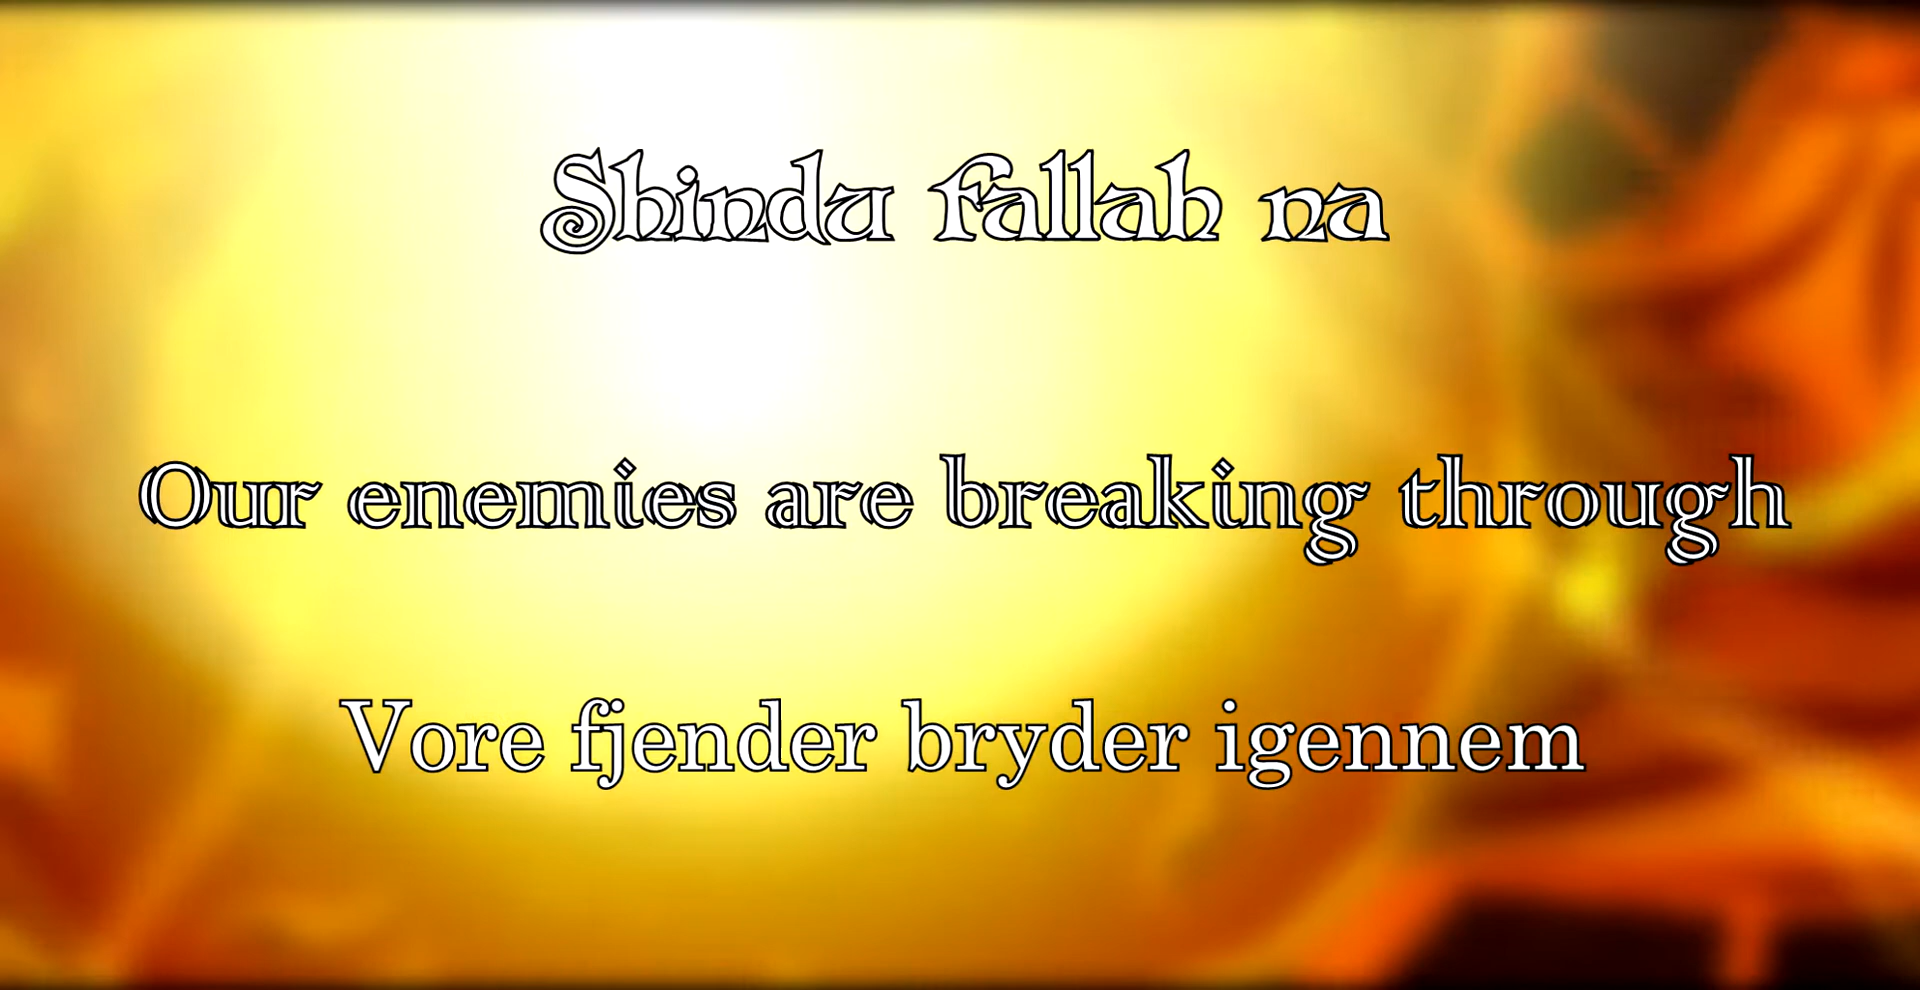 Shindu fallah na
Our enemies are breaking through
Vore fjender bryder igennem